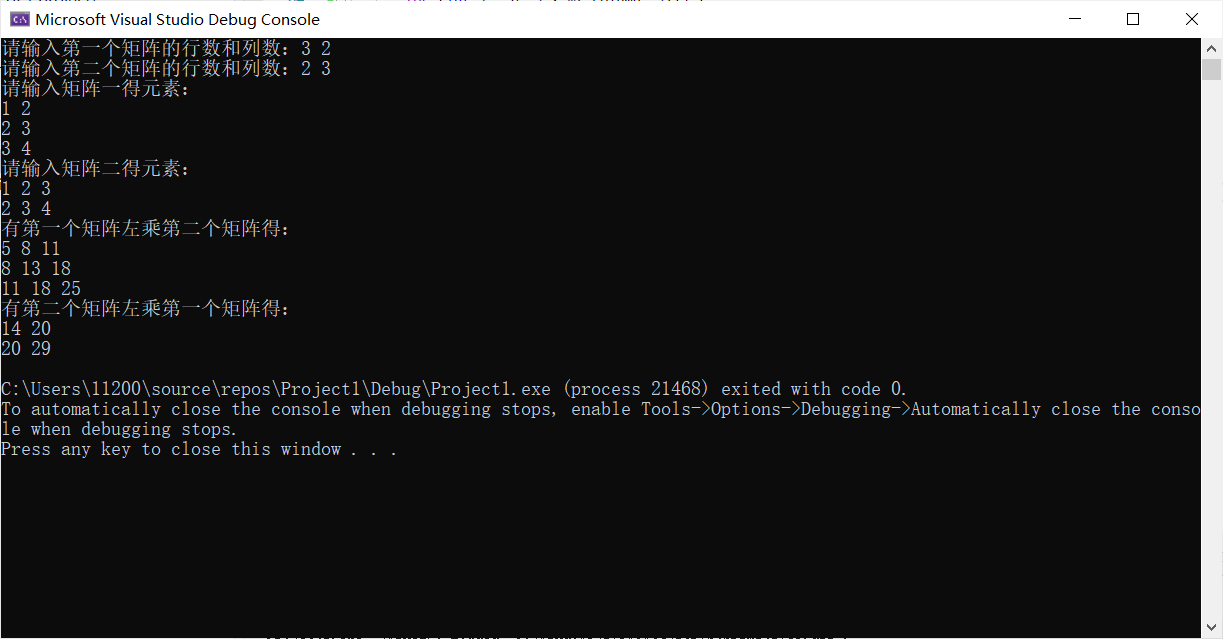 Microsoft Visual Studio Debug Console
请输入第一个矩阵的行数和列数：3 2
请输入第二个矩阵的行数和列数：2 3
请输入矩阵一得元素：
1 2
2 3
3 4
请输入矩阵二得元素：
1 2 3
2 3 4
有第一个矩阵左乘第二个矩阵得：
5 8 11
8 13 18
11 18 25
有第二个矩阵左乘第一个矩阵得：
14 20
20 29
C:\Users\11200\source\repos\Project1\Debug\Project1.exe (process 21468) exited with code 0.
To automatically close the console when debugging stops, enable Tools->Options->Debugging->Automatically close the conso
le when debugging stops.
Press any key to close this window . . .